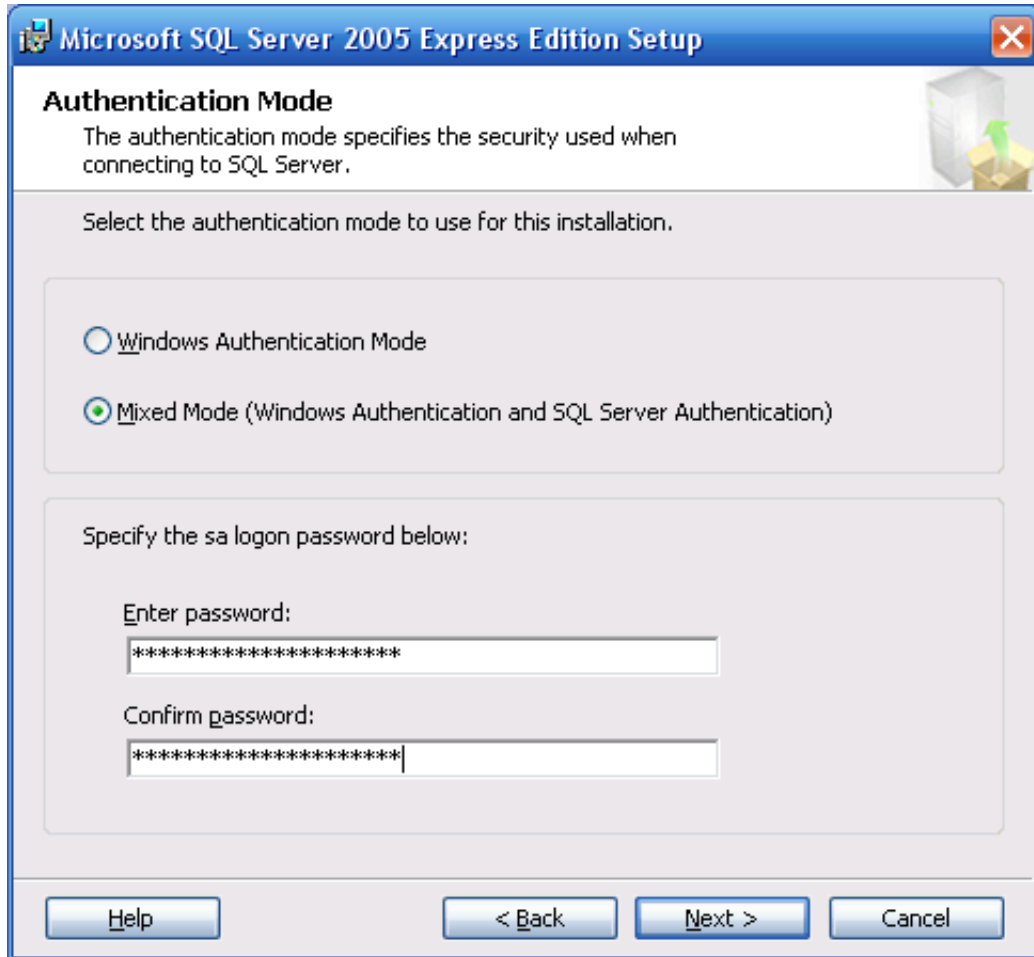 Microsoft SQL Server 2005 Express Edition Setup
Authentication Mode
The authentication mode specifies the security used when
connecting to SQL Server.
Select the authentication mode to use for this installation.
Windows Authentication Mode
Mixed Mode (Windows Authentication and SQL Server Authentication)
Specify the sa logon password below:
Enter password:
*********************
Confirm password:
*********************
Help
< Back
Next >
Cancel